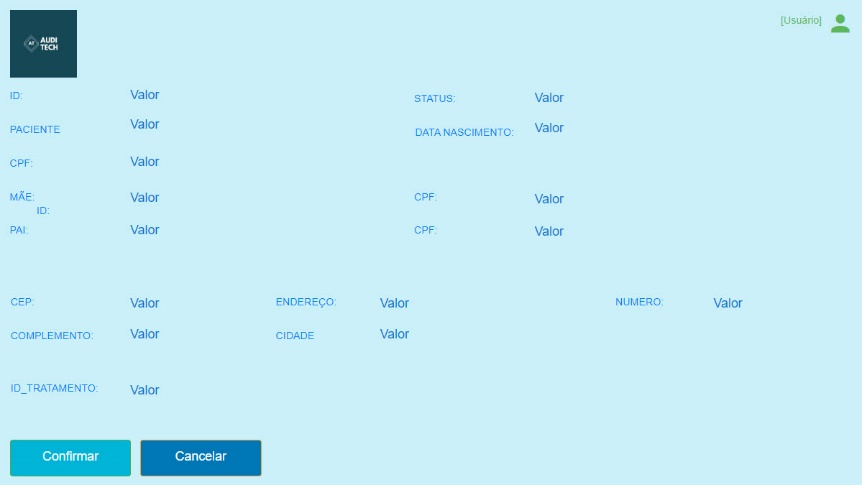 AT AUDI
TECH
[Usuário]
ID: Valor STATUS: Valor
PACIENTE Valor DATA NASCIMENTO: Valor
CPF: Valor
MÃE: Valor CPF: Valor
ID:
PAI: Valor CPF: Valor
CEP: Valor ENDEREÇO: Valor NUMERO: Valor
COMPLEMENTO: Valor CIDADE Valor
ID_TRATAMENTO: Valor
Confirmar Cancelar